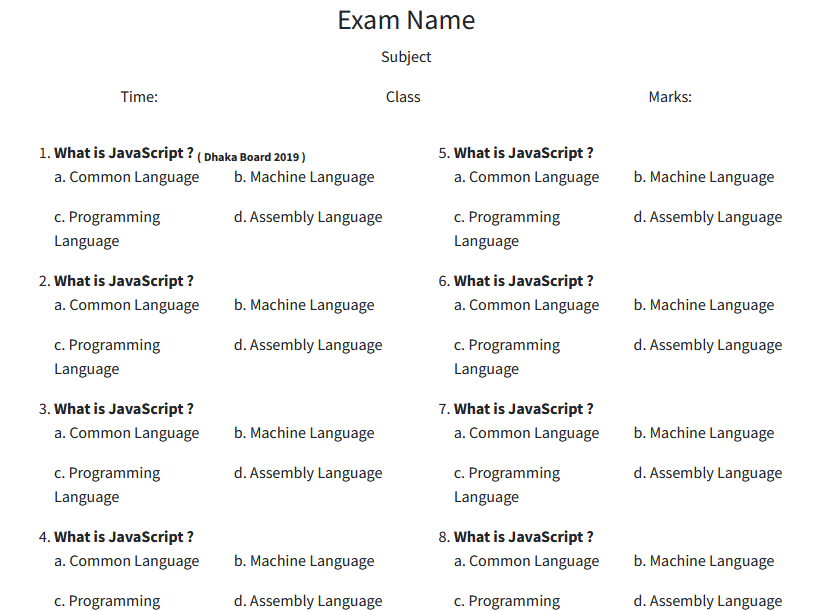 Exam Name
Subject
Time: Class Marks:
1. What is JavaScript ? ( Dhaka Board 2019 )
a. Common Language b. Machine Language
c. Programming d. Assembly Language
Language
2. What is JavaScript ?
a. Common Language b. Machine Language
c. Programming d. Assembly Language
Language
3. What is JavaScript ?
a. Common Language b. Machine Language
c. Programming d. Assembly Language
Language
4. What is JavaScript ?
a. Common Language b. Machine Language
c. Programming d. Assembly Language
5. What is JavaScript ?
a. Common Language b. Machine Language
c. Programming d. Assembly Language
Language
6. What is JavaScript ?
a. Common Language b. Machine Language
c. Programming d. Assembly Language
Language
7. What is JavaScript ?
a. Common Language b. Machine Language
c. Programming d. Assembly Language
Language
8. What is JavaScript ?
a. Common Language b. Machine Language
c. Programming d. Assembly Language